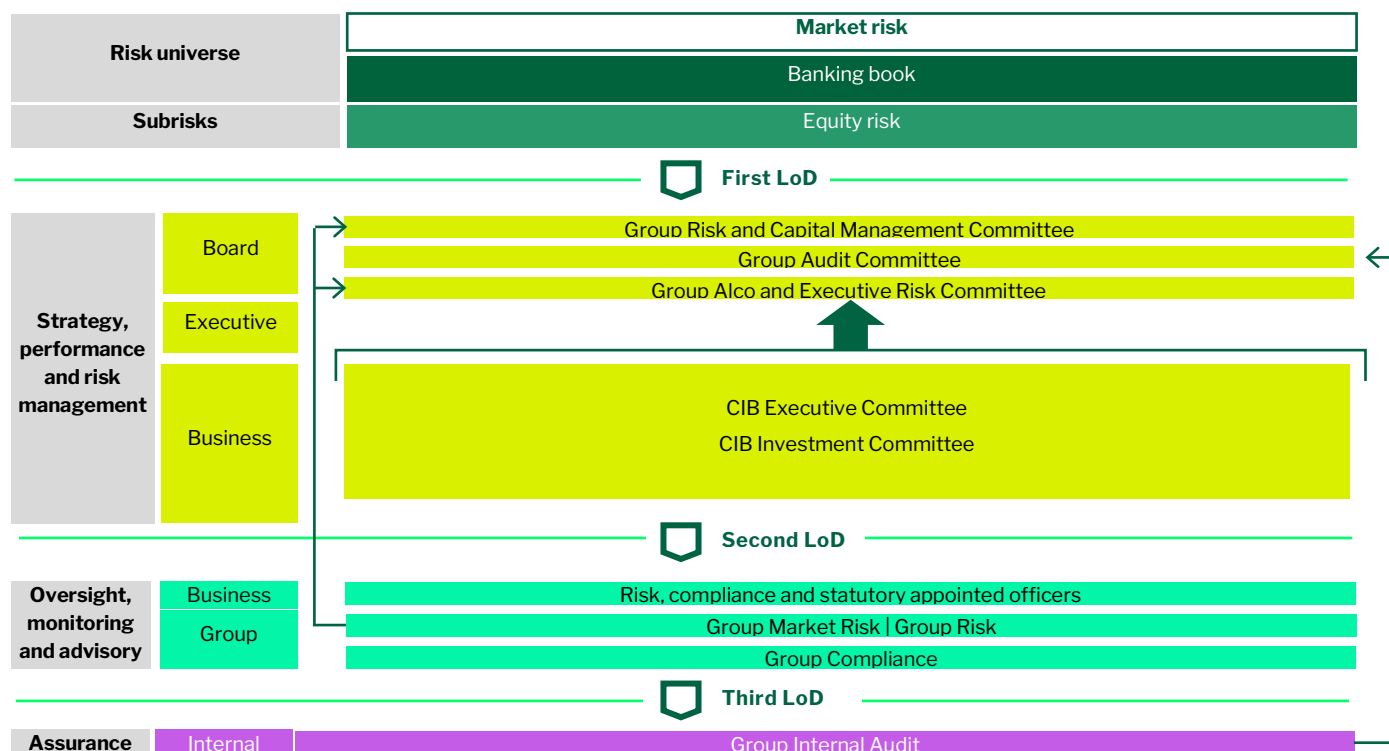 Market risk
Risk universe
Banking book
Subrisks
Equity risk
First LoD
Strategy,
performance
and risk
management
Board
Group Risk and Capital Management Committee
Group Audit Committee
Group Alco and Executive Risk Committee
Executive
Business
CIB Executive Committee
CIB Investment Committee
Second LoD
Oversight,
monitoring
and advisory
Business
Risk, compliance and statutory appointed officers
Group
Group Market Risk | Group Risk
Group Compliance
Third LoD
Assurance
Internal
Group Internal Audit